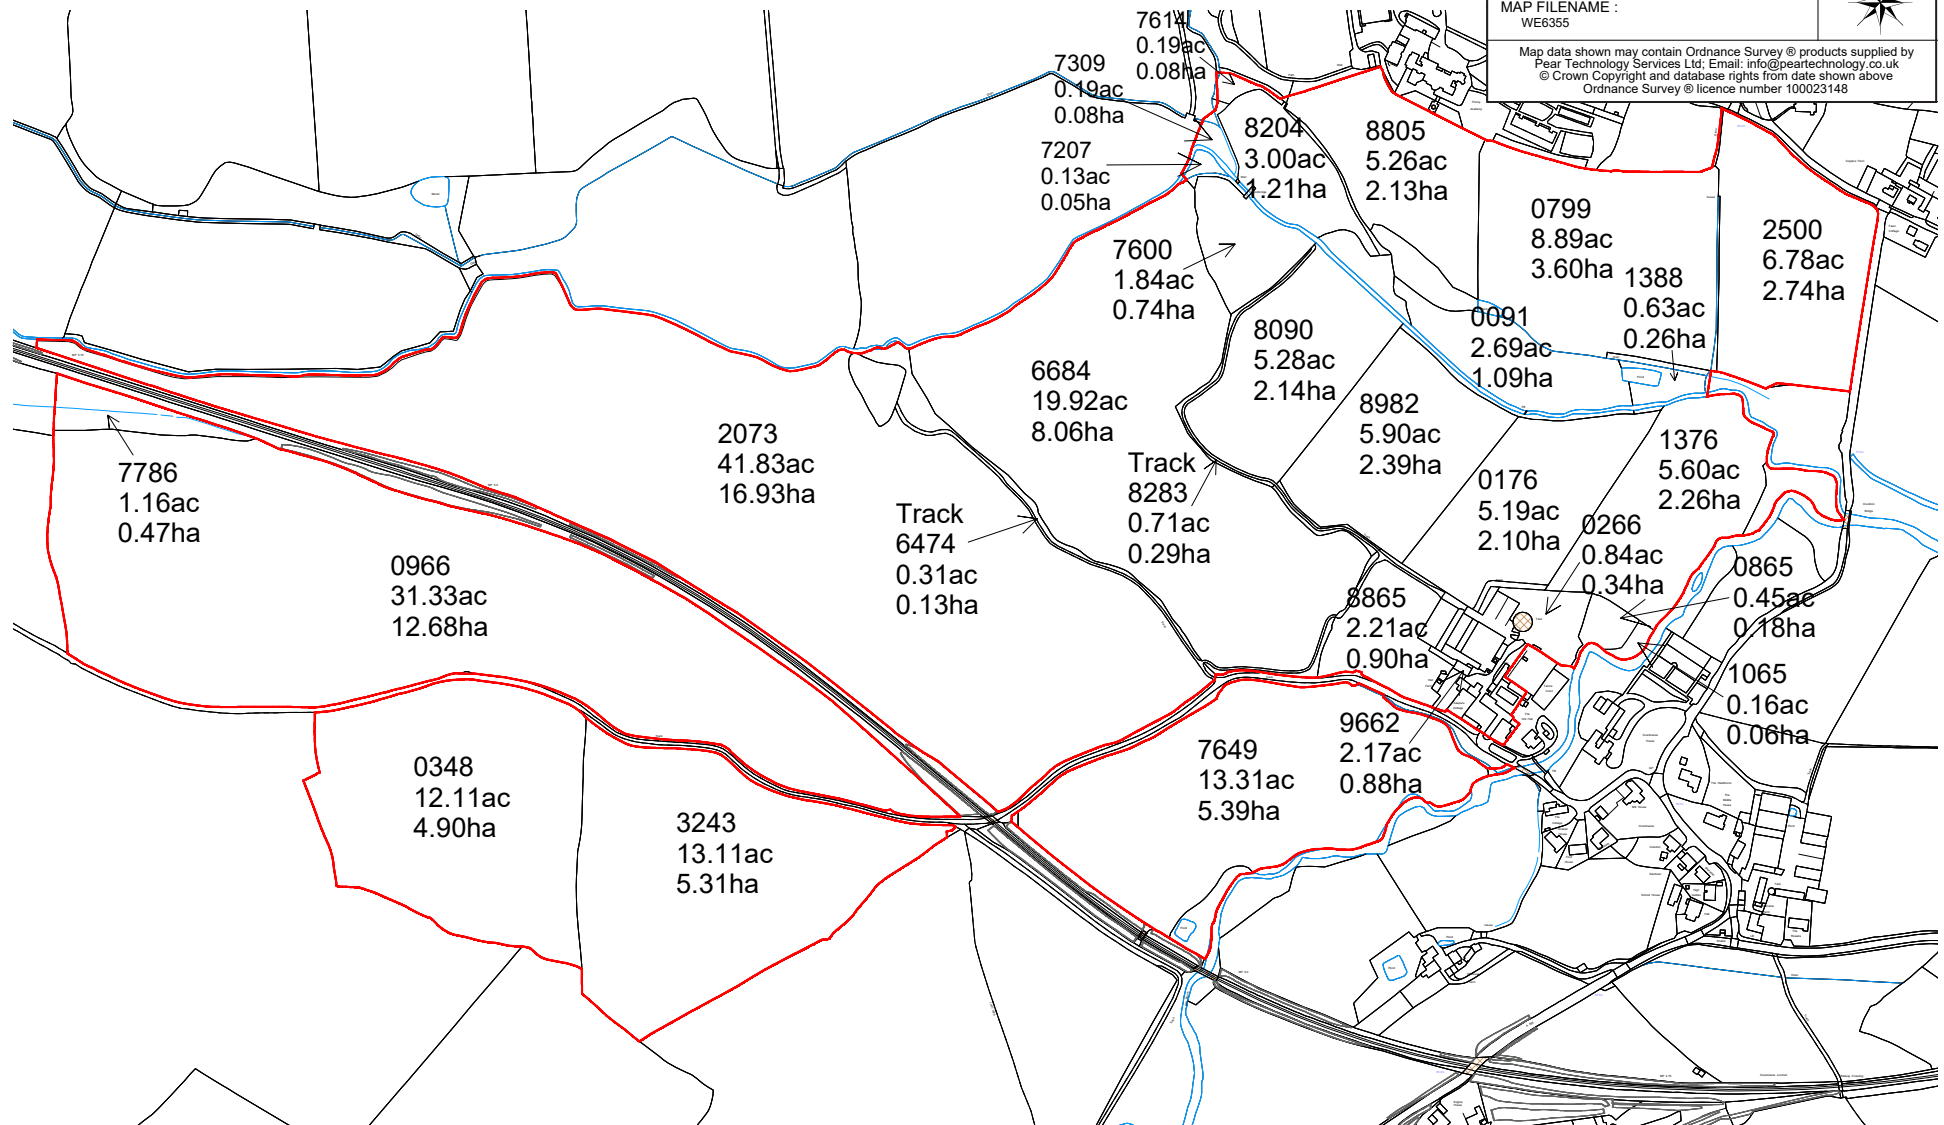 MAP FILENAME :
WE6355
Map data shown may contain Ordnance Survey ® products supplied by
Pear Technology Services Ltd; Email: info@peartechnology.co.uk
© Crown Copyright and database rights from date shown above
Ordnance Survey ® licence number 100023148
7614
0.19ac
0.08ha
7309
0.19ac
0.08ha
7207
0.13ac
0.05ha
8204
3.00ac
1.21ha
8805
5.26ac
2.13ha
0799
8.89ac
3.60ha
2500
6.78ac
2.74ha
1388
0.63ac
0.26ha
7600
1.84ac
0.74ha
8090
5.28ac
2.14ha
0091
2.69ac
1.09ha
6684
19.92ac
8.06ha
8982
5.90ac
2.39ha
2073
41.83ac
16.93ha
7786
1.16ac
0.47ha
Track
8283
0.71ac
0.29ha
1376
5.60ac
2.26ha
0176
5.19ac
2.10ha
Track
6474
0.31ac
0.13ha
0266
0.84ac
0.34ha
0966
31.33ac
12.68ha
0865
0.45ac
0.18ha
8865
2.21ac
0.90ha
1065
0.16ac
0.06ha
9662
2.17ac
0.88ha
7649
13.31ac
5.39ha
0348
12.11ac
4.90ha
3243
13.11ac
5.31ha